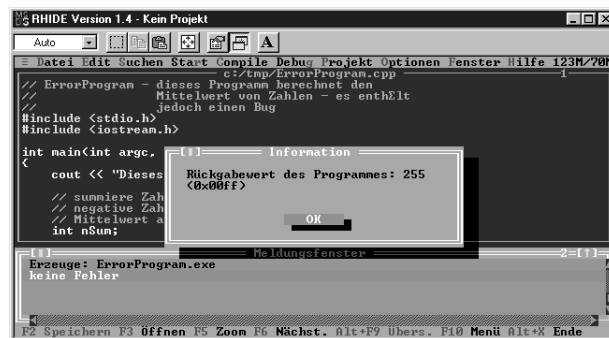 RHIDE Version 1.4 - Kein Projekt
Auto
A
≡ Datei Edit Suchen Start Compile Debug Projekt Optionen Fenster Hilfe 123M/70M
c:/tmp/ErrorProgram.cpp 1
// ErrorProgram - dieses Programm berechnet den
// Mittelwert von Zahlen - es enthΣlt
// jedoch einen Bug
#include <stdio.h>
#include <iostream.h>
int main(int argc,
{
cout << "Dieses
// summiere Zah
// negative Zah
// Mittelwert a
int nSum;
Information
Rückgabewert des Programmes: 255
(0x00ff)
OK
Meldungsfenster 2=[↑]
Erzeuge: ErrorProgram.exe
keine Fehler
F2 Speichern F3 öffnen F5 Zoom F6 Nächst. Alt+F9 übers. F10 Menü Alt+X Ende